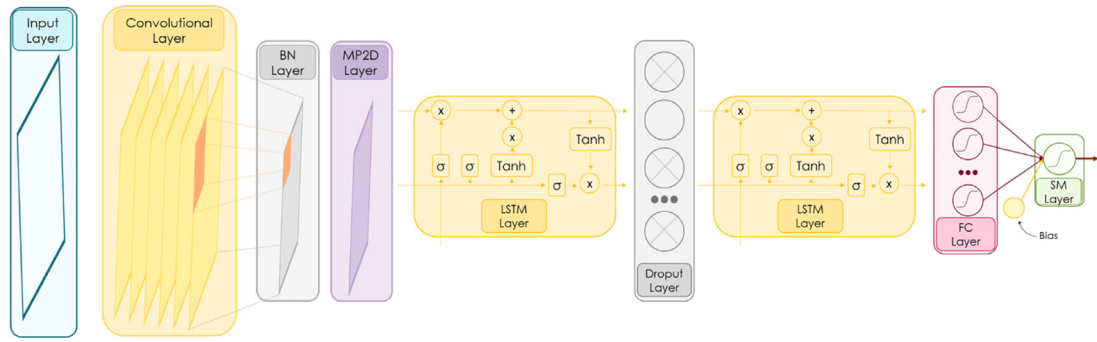 Input
Layer
Convolutional
Layer
BN
Layer
MP2D
Layer
x
+
x
Tanh
σ
σ
Tanh
σ
x
LSTM
Layer
Droput
Layer
x
+
x
Tanh
σ
σ
Tanh
σ
x
LSTM
Layer
FC
Layer
SM
Layer
Bias